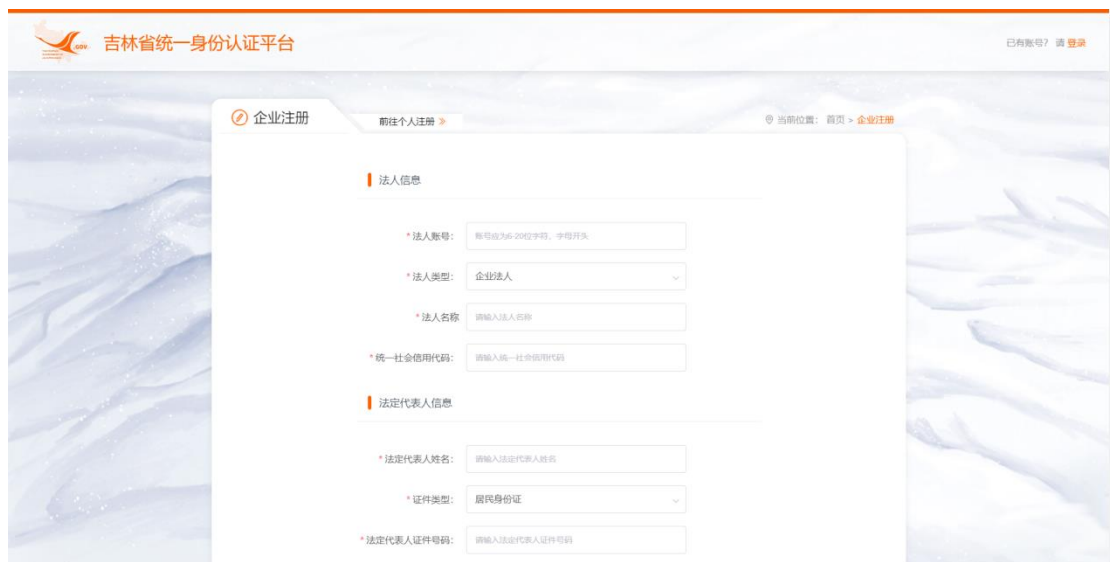 .GOV
吉林省统一身份认证平台
已有账号? 请 登录
企业注册
前往个人注册 »
当前位置: 首页 > 企业注册
法人信息
*法人账号: 账号应为6-20位字符、字母开头
*法人类型: 企业法人
*法人名称 请输入法人名称
*统一社会信用代码: 请输入统一社会信用代码
法定代表人信息
*法定代表人姓名: 请输入法定代表人姓名
*证件类型: 居民身份证
*法定代表人证件号码: 请输入法定代表人证件号码